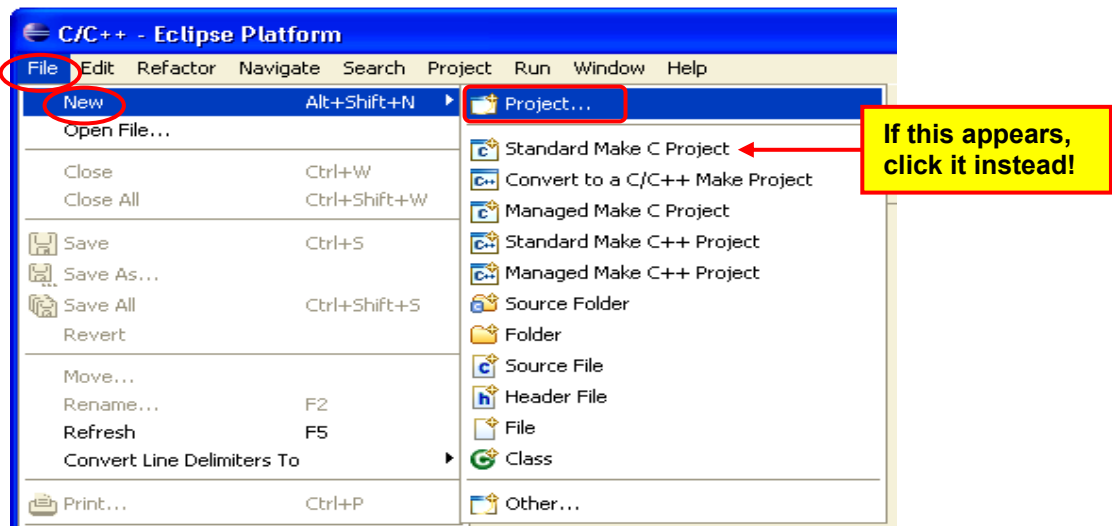 C/C++ - Eclipse Platform
File Edit Refactor Navigate Search Project Run Window Help
New Alt+Shift+N
Open File...
Close Ctrl+W
Close All Ctrl+Shift+W
Save Ctrl+S
Save As...
Save All Ctrl+Shift+S
Revert
Move...
Rename... F2
Refresh F5
Convert Line Delimiters To
Print... Ctrl+P
Project...
Standard Make C Project
Convert to a C/C++ Make Project
Managed Make C Project
Standard Make C++ Project
Managed Make C++ Project
Source Folder
Folder
Source File
Header File
File
Class
Other...
If this appears,
click it instead!